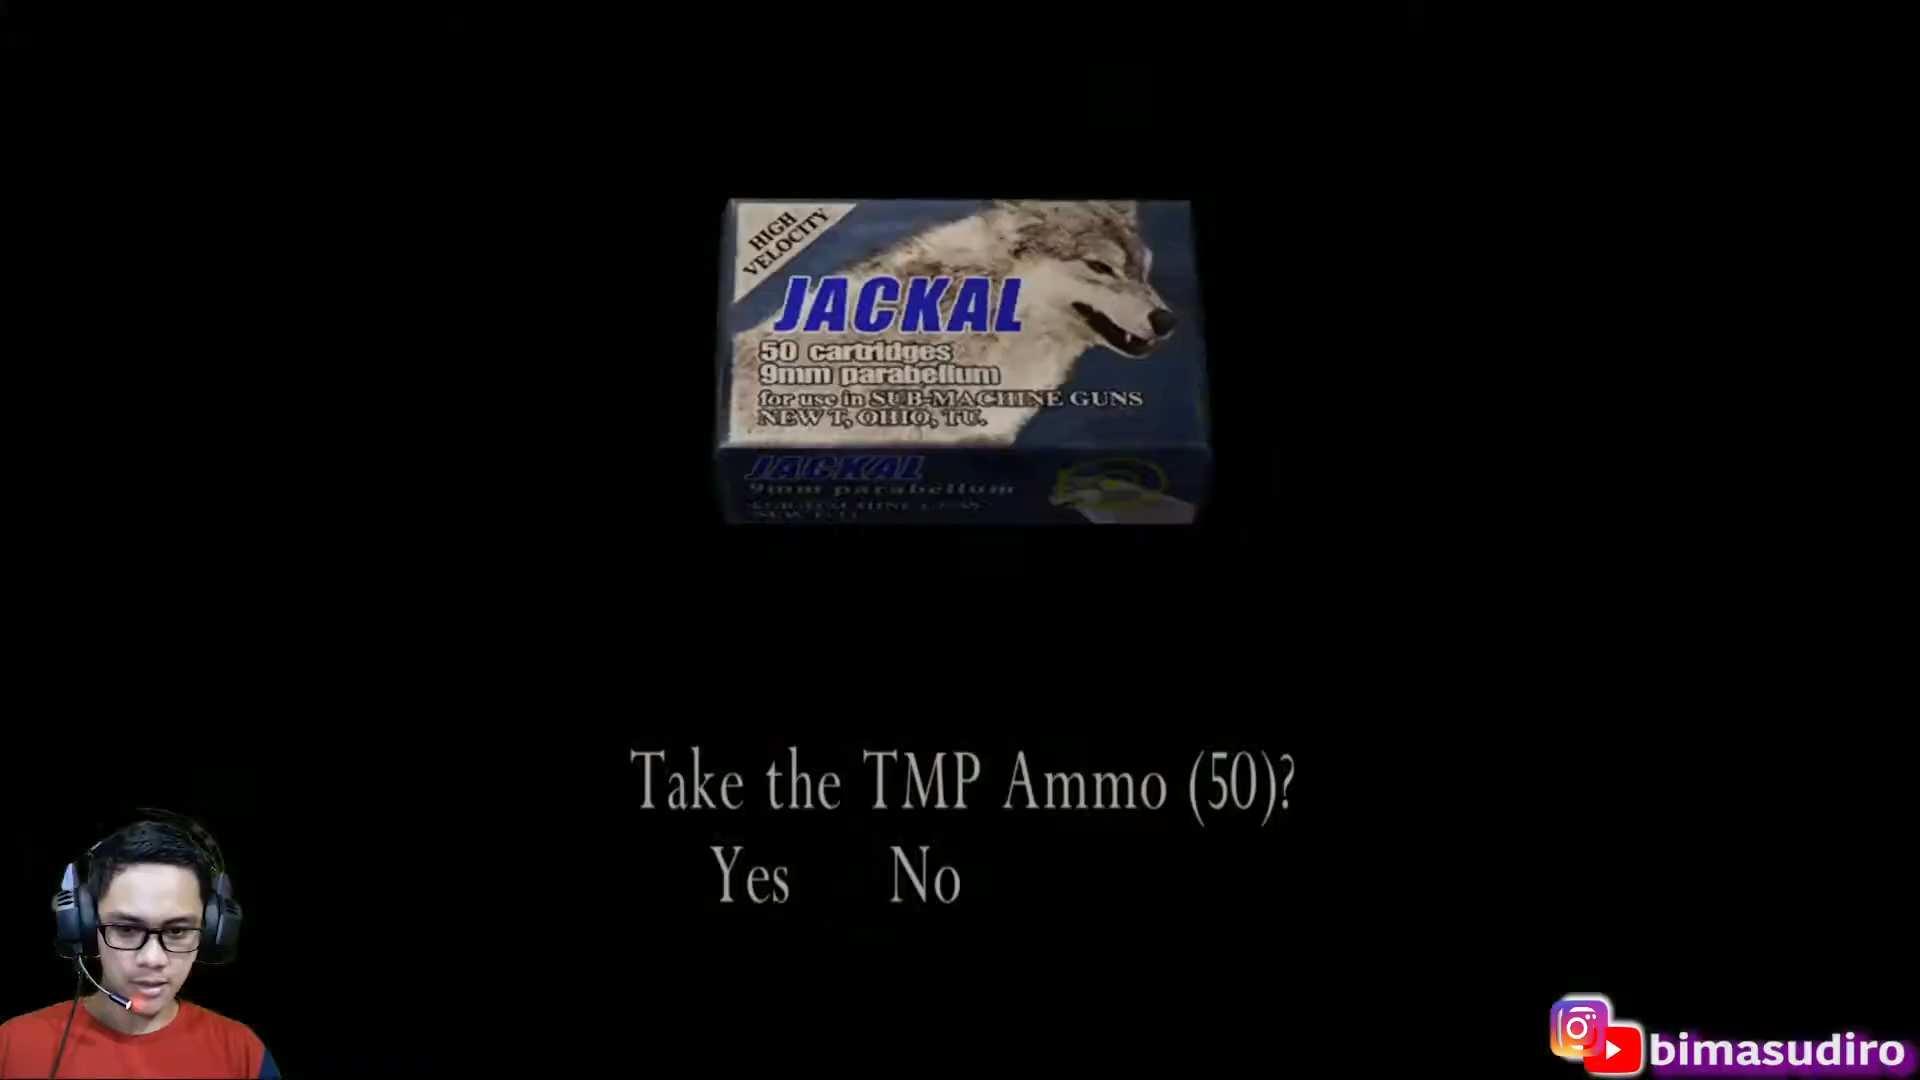 HIGH
VELOCITY
JACKAL
50 cartridges
9mm parabellum
for use in SUB-MACHINE GUNS
NEW T, OHIO, TU.
JACKAL
9mm parabellum
Take the TMP Ammo (50)?
Yes No
bimasudiro